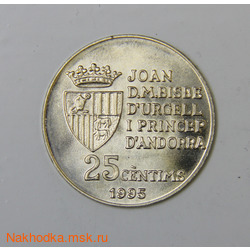 JOAN
D.M.BISBE
D'URGELL
I PRINCEP
D'ANDORRA
25 CÈNTIMS
1995
Nakhodka.msk.ru